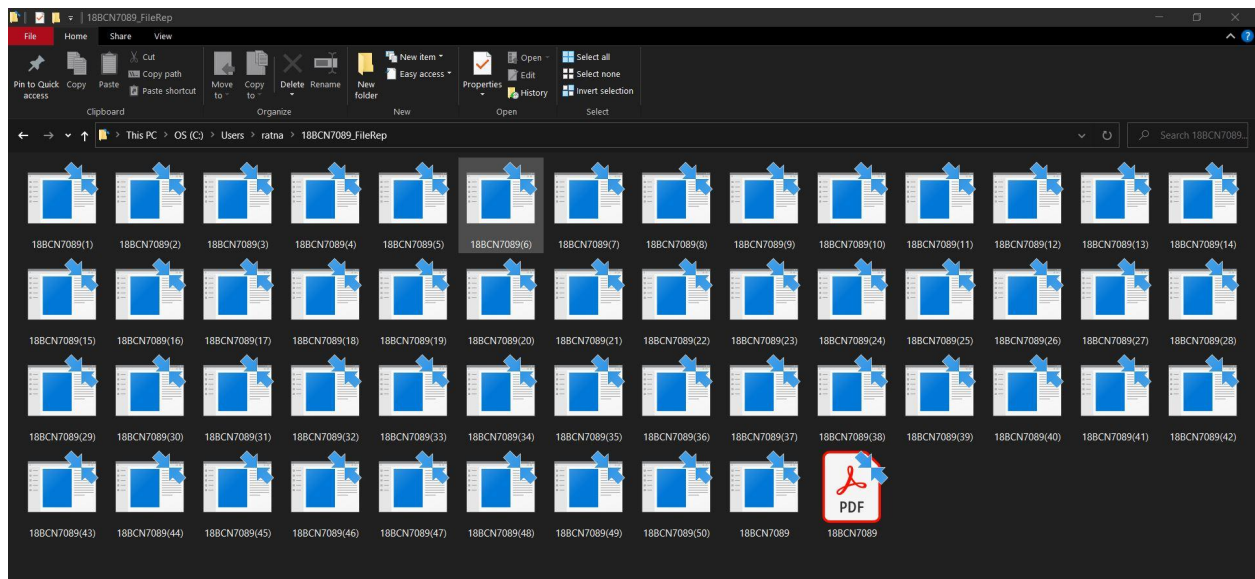 18BCN7089_FileRep
File Home Share View
Pin to Quick access
Copy
Paste
Cut
Copy path
Paste shortcut
Clipboard
Move to
Copy to
Delete
Rename
Organize
New folder
New item
Easy access
New
Properties
Open
Edit
History
Open
Select all
Select none
Invert selection
Select
This PC > OS (C:) > Users > ratna > 18BCN7089_FileRep
Search 18BCN7089...
18BCN7089(1) 18BCN7089(2) 18BCN7089(3) 18BCN7089(4) 18BCN7089(5) 18BCN7089(6) 18BCN7089(7) 18BCN7089(8) 18BCN7089(9) 18BCN7089(10) 18BCN7089(11) 18BCN7089(12) 18BCN7089(13) 18BCN7089(14)
18BCN7089(15) 18BCN7089(16) 18BCN7089(17) 18BCN7089(18) 18BCN7089(19) 18BCN7089(20) 18BCN7089(21) 18BCN7089(22) 18BCN7089(23) 18BCN7089(24) 18BCN7089(25) 18BCN7089(26) 18BCN7089(27) 18BCN7089(28)
18BCN7089(29) 18BCN7089(30) 18BCN7089(31) 18BCN7089(32) 18BCN7089(33) 18BCN7089(34) 18BCN7089(35) 18BCN7089(36) 18BCN7089(37) 18BCN7089(38) 18BCN7089(39) 18BCN7089(40) 18BCN7089(41) 18BCN7089(42)
PDF
18BCN7089(43) 18BCN7089(44) 18BCN7089(45) 18BCN7089(46) 18BCN7089(47) 18BCN7089(48) 18BCN7089(49) 18BCN7089(50) 18BCN7089 18BCN7089